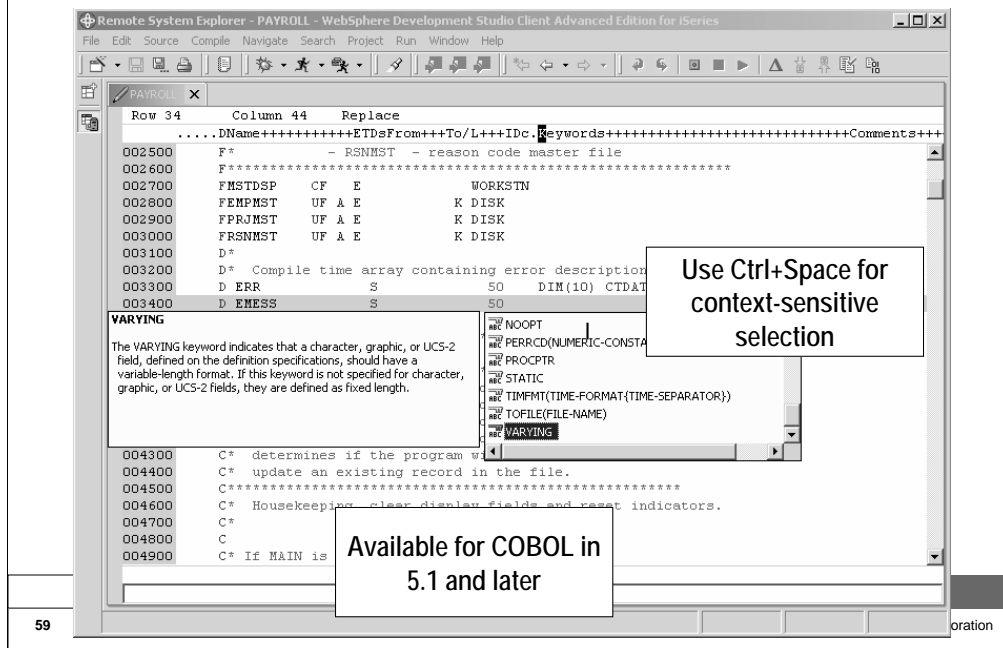 Remote System Explorer - PAYROLL - WebSphere Development Studio Client Advanced Edition for iSeries
File Edit Source Compile Navigate Search Project Run Window Help
PAYROLL
Row 34 Column 44 Replace
.....DName+++++++++++ETDsFrom+++To/L+++IDc.Keywords+++++++++++++++++++++++++++++Comments+++
002500 F* - RSNMST - reason code master file
002600 F***************************************************************
002700 FMSTDSP CF E WORKSTN
002800 FEMPMST UF A E K DISK
002900 FPRJMST UF A E K DISK
003000 FRSNMST UF A E K DISK
003100 D*
003200 D* Compile time array containing error description
003300 D ERR S 50 DIM(10) CTDAT
003400 D EMESS S 50
Use Ctrl+Space for
context-sensitive
selection
VARYING
The VARYING keyword indicates that a character, graphic, or UCS-2
field, defined on the definition specifications, should have a
variable-length format. If this keyword is not specified for character,
graphic, or UCS-2 fields, they are defined as fixed length.
NOOPT
PERRCD(NUMERIC-CONSTA
PROCPTR
STATIC
TIMFMT(TIME-FORMAT{TIME-SEPARATOR})
TOFILE(FILE-NAME)
VARYING
004300 C* determines if the program w
004400 C* update an existing record in the file.
004500 C*********************************************************
004600 C* Housekeeping, clear display fields and reset indicators.
004700 C*
004800 C
004900 C* If MAIN is
Available for COBOL in
5.1 and later
59
oration